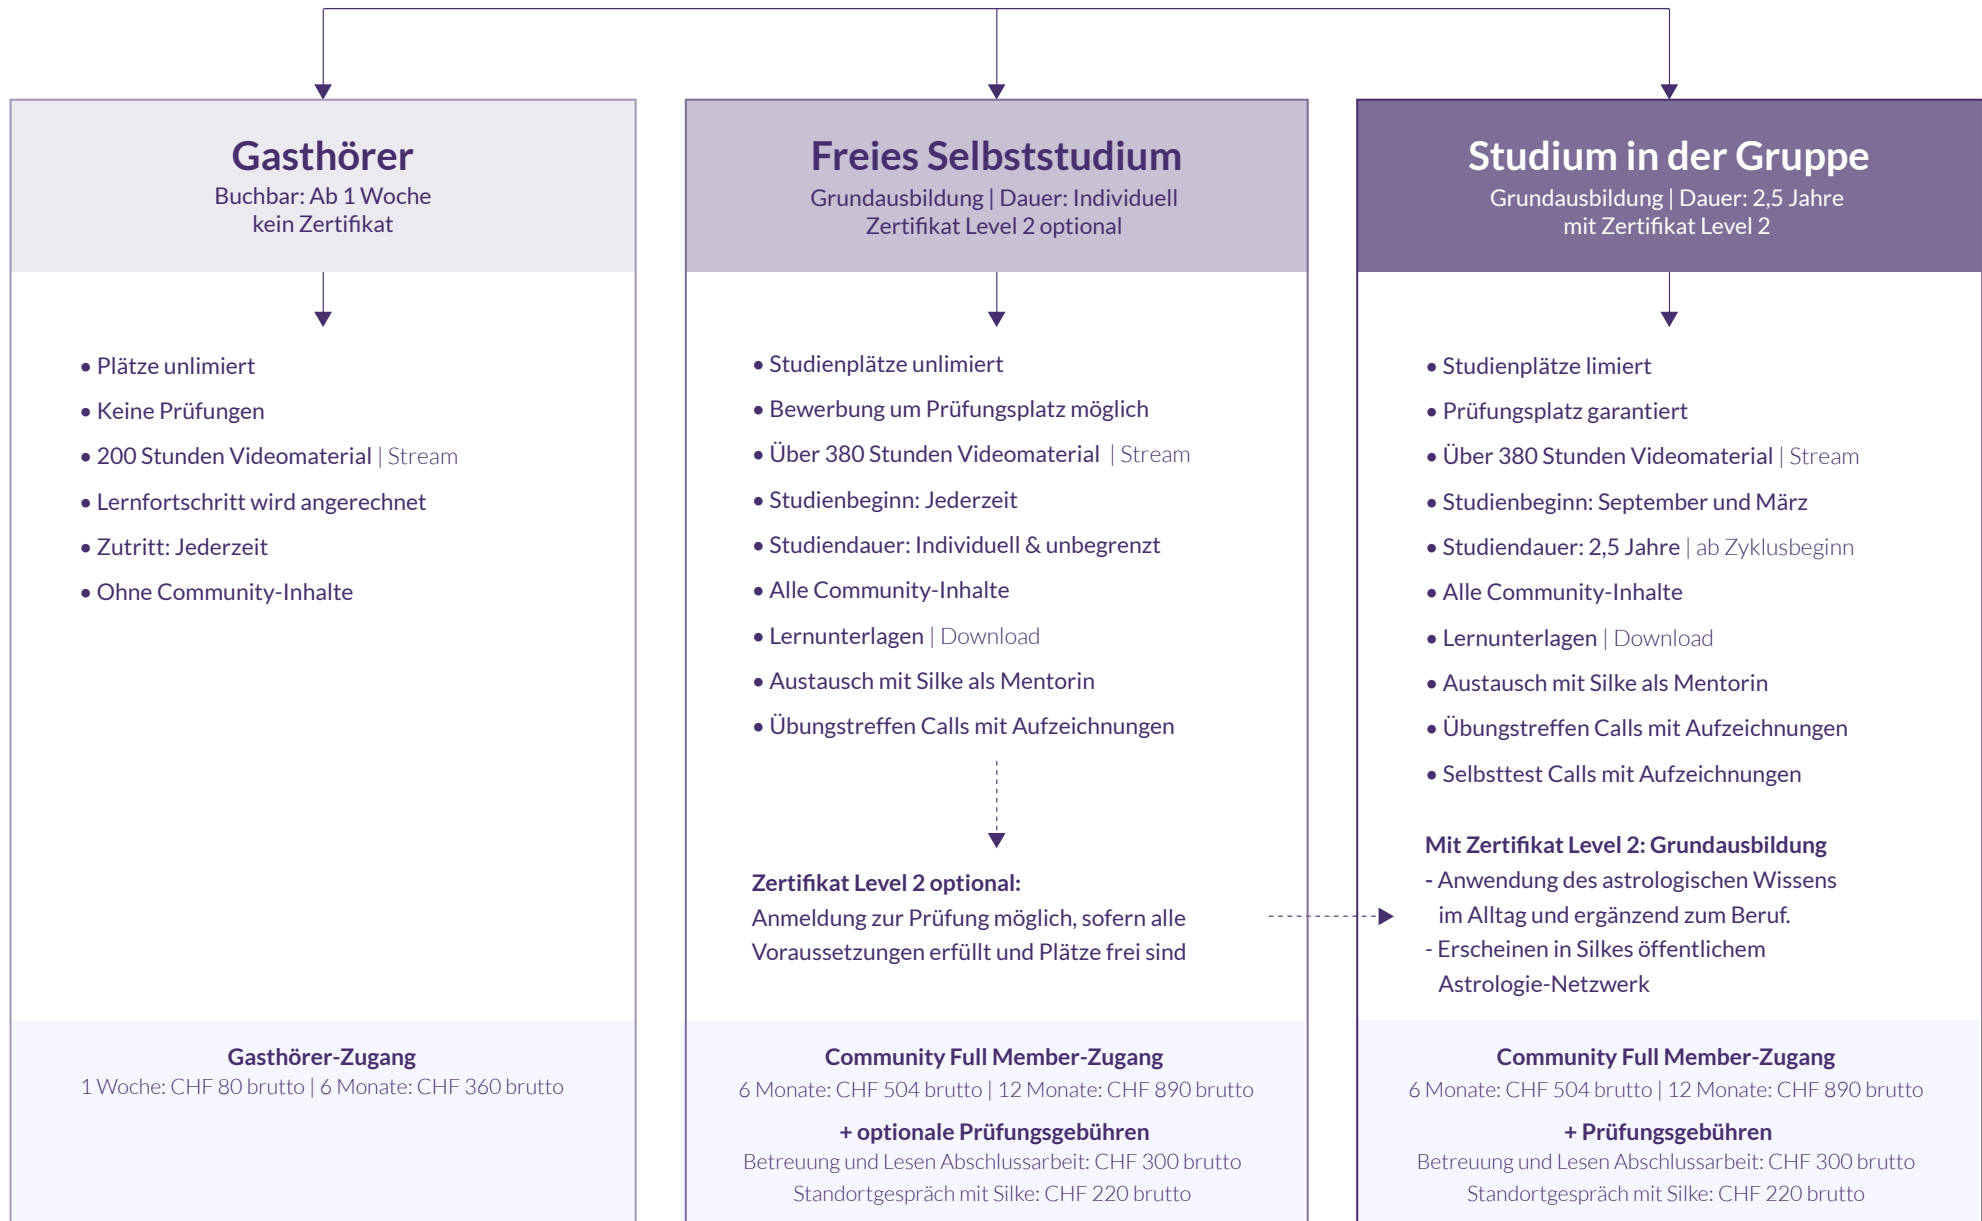 Gasthörer
Buchbar: Ab 1 Woche
kein Zertifikat
• Plätze unlimiert
• Keine Prüfungen
• 200 Stunden Videomaterial | Stream
• Lernfortschritt wird angerechnet
• Zutritt: Jederzeit
• Ohne Community-Inhalte
Gasthörer-Zugang
1 Woche: CHF 80 brutto | 6 Monate: CHF 360 brutto
Freies Selbststudium
Grundausbildung | Dauer: Individuell
Zertifikat Level 2 optional
• Studienplätze unlimiert
• Bewerbung um Prüfungsplatz möglich
• Über 380 Stunden Videomaterial | Stream
• Studienbeginn: Jederzeit
• Studiendauer: Individuell & unbegrenzt
• Alle Community-Inhalte
• Lernunterlagen | Download
• Austausch mit Silke als Mentorin
• Übungstreffen Calls mit Aufzeichnungen
Zertifikat Level 2 optional:
Anmeldung zur Prüfung möglich, sofern alle
Voraussetzungen erfüllt und Plätze frei sind
Community Full Member-Zugang
6 Monate: CHF 504 brutto | 12 Monate: CHF 890 brutto
+ optionale Prüfungsgebühren
Betreuung und Lesen Abschlussarbeit: CHF 300 brutto
Standortgespräch mit Silke: CHF 220 brutto
Studium in der Gruppe
Grundausbildung | Dauer: 2,5 Jahre
mit Zertifikat Level 2
• Studienplätze limiert
• Prüfungsplatz garantiert
• Über 380 Stunden Videomaterial | Stream
• Studienbeginn: September und März
• Studiendauer: 2,5 Jahre | ab Zyklusbeginn
• Alle Community-Inhalte
• Lernunterlagen | Download
• Austausch mit Silke als Mentorin
• Übungstreffen Calls mit Aufzeichnungen
• Selbsttest Calls mit Aufzeichnungen
Mit Zertifikat Level 2: Grundausbildung
- Anwendung des astrologischen Wissens
im Alltag und ergänzend zum Beruf.
- Erscheinen in Silkes öffentlichem
Astrologie-Netzwerk
Community Full Member-Zugang
6 Monate: CHF 504 brutto | 12 Monate: CHF 890 brutto
+ Prüfungsgebühren
Betreuung und Lesen Abschlussarbeit: CHF 300 brutto
Standortgespräch mit Silke: CHF 220 brutto